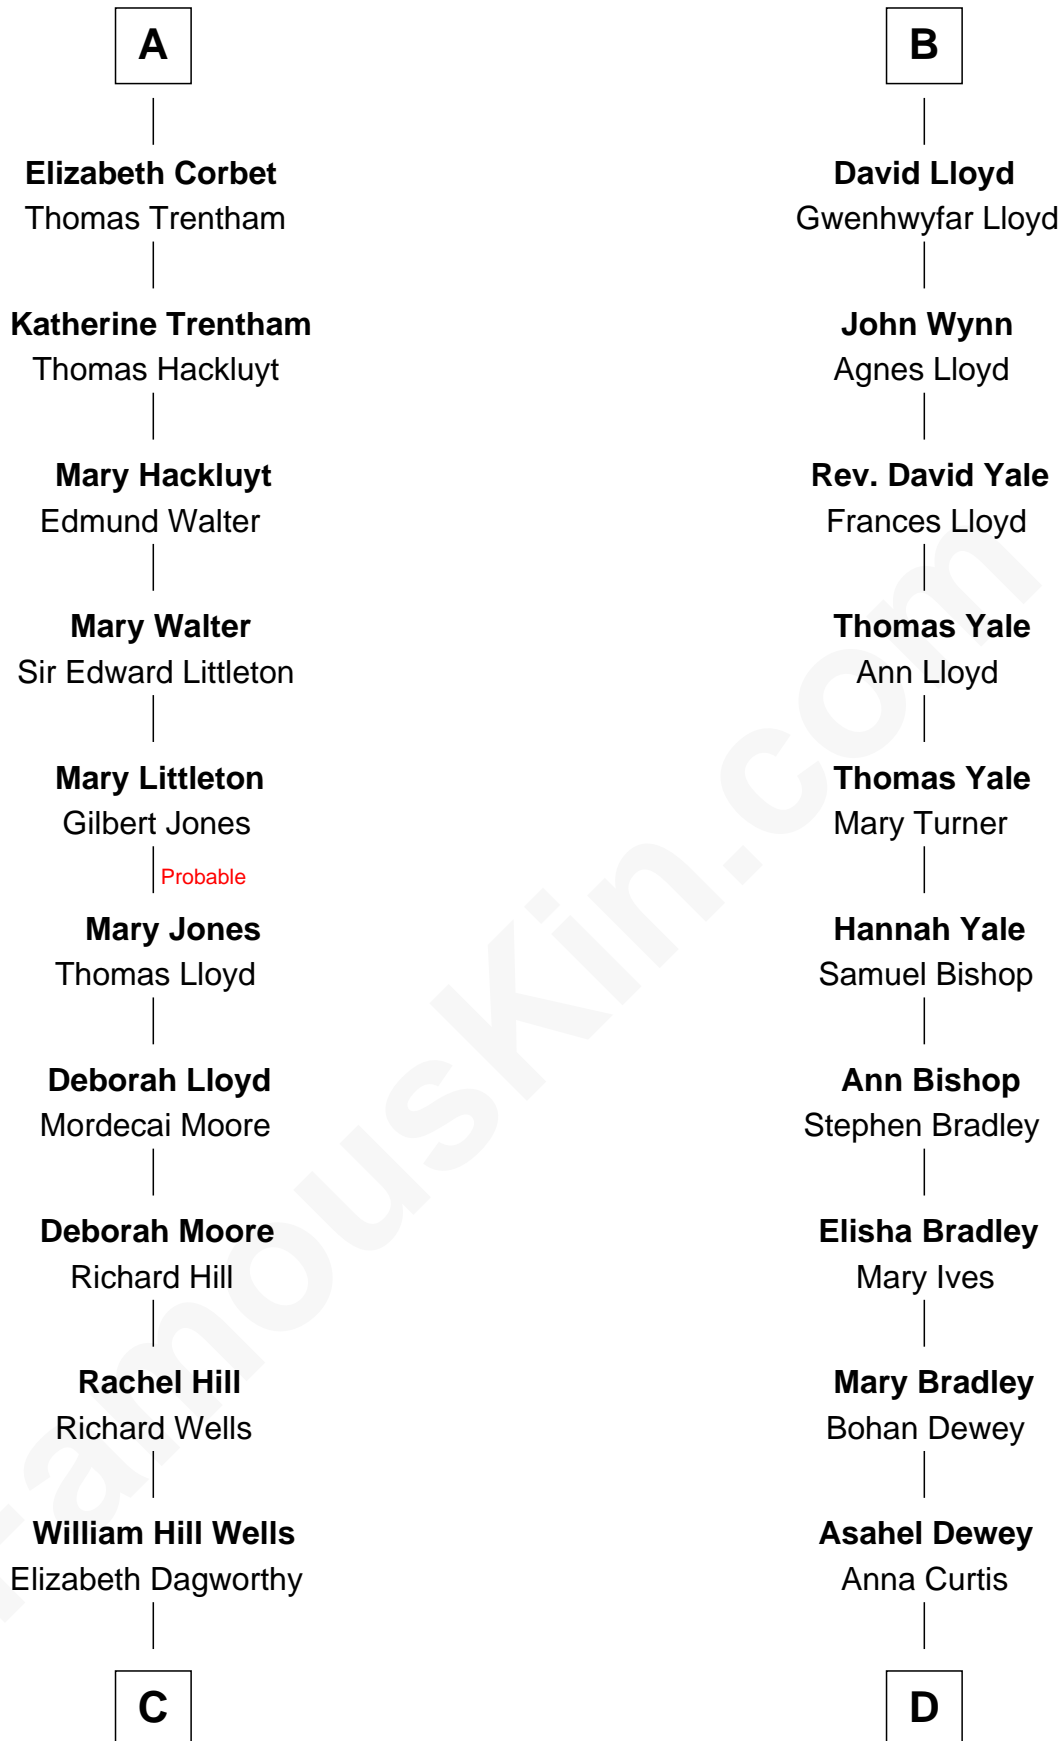 A
Elizabeth Corbet
Thomas Trentham
Katherine Trentham
Thomas Hackluyt
Mary Hackluyt
Edmund Walter
Mary Walter
Sir Edward Littleton
Mary Littleton
Gilbert Jones
Probable
Mary Jones
Thomas Lloyd
Deborah Lloyd
Mordecai Moore
Deborah Moore
Richard Hill
Rachel Hill
Richard Wells
William Hill Wells
Elizabeth Dagworthy
C
B
David Lloyd
Gwenhwyfar Lloyd
John Wynn
Agnes Lloyd
Rev. David Yale
Frances Lloyd
Thomas Yale
Ann Lloyd
Thomas Yale
Mary Turner
Hannah Yale
Samuel Bishop
Ann Bishop
Stephen Bradley
Elisha Bradley
Mary Ives
Mary Bradley
Bohan Dewey
Asahel Dewey
Anna Curtis
D
FamousKin.com